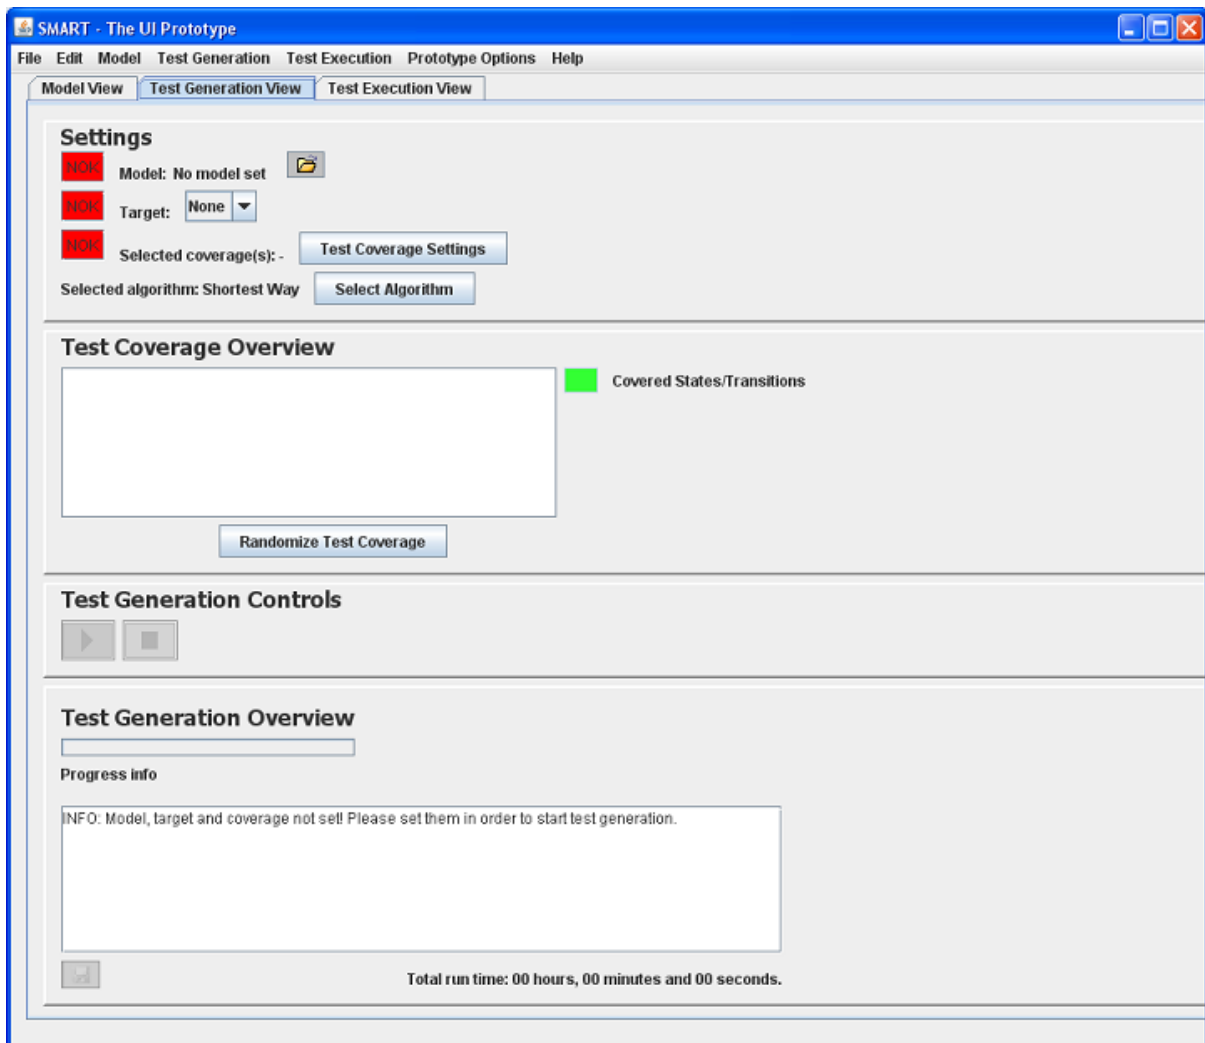 SMART - The UI Prototype
File Edit Model Test Generation Test Execution Prototype Options Help
Model View Test Generation View Test Execution View
Settings
NOK Model: No model set
NOK Target: None
NOK Selected coverage(s): - Test Coverage Settings
Selected algorithm: Shortest Way Select Algorithm
Test Coverage Overview
Covered States/Transitions
Randomize Test Coverage
Test Generation Controls
Test Generation Overview
Progress info
INFO: Model, target and coverage not set! Please set them in order to start test generation.
Total run time: 00 hours, 00 minutes and 00 seconds.